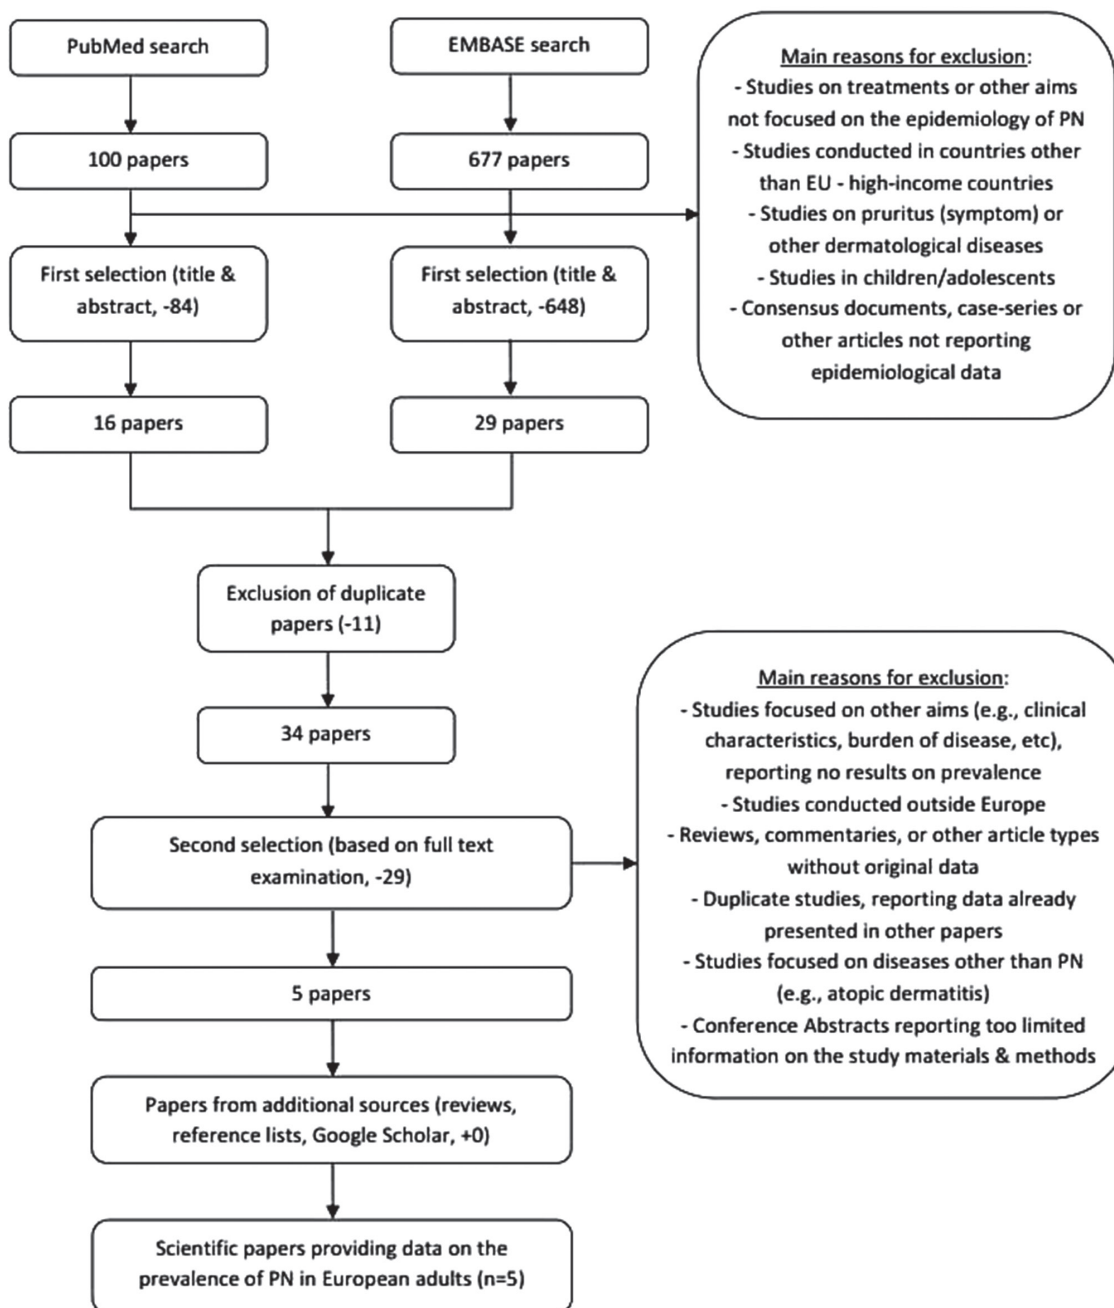 PubMed search
EMBASE search
100 papers
677 papers
Main reasons for exclusion:
- Studies on treatments or other aims
not focused on the epidemiology of PN
- Studies conducted in countries other
than EU - high-income countries
- Studies on pruritus (symptom) or
other dermatological diseases
- Studies in children/adolescents
- Consensus documents, case-series or
other articles not reporting
epidemiological data
First selection (title &
abstract, -84)
First selection (title &
abstract, -648)
16 papers
29 papers
Exclusion of duplicate
papers (-11)
34 papers
Second selection (based on full text
examination, -29)
Main reasons for exclusion:
- Studies focused on other aims (e.g., clinical
characteristics, burden of disease, etc),
reporting no results on prevalence
- Studies conducted outside Europe
- Reviews, commentaries, or other article types
without original data
- Duplicate studies, reporting data already
presented in other papers
- Studies focused on diseases other than PN
(e.g., atopic dermatitis)
- Conference Abstracts reporting too limited
information on the study materials & methods
5 papers
Papers from additional sources (reviews,
reference lists, Google Scholar, +0)
Scientific papers providing data on the
prevalence of PN in European adults (n=5)